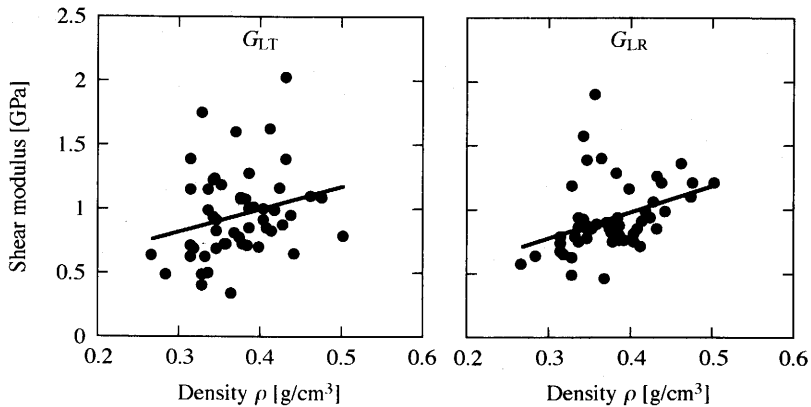 2.5
2
1.5
1
0.5
0
Shear modulus [GPa]
G_LT
0.2 0.3 0.4 0.5 0.6
Density ρ [g/cm³]
G_LR
0.2 0.3 0.4 0.5 0.6
Density ρ [g/cm³]